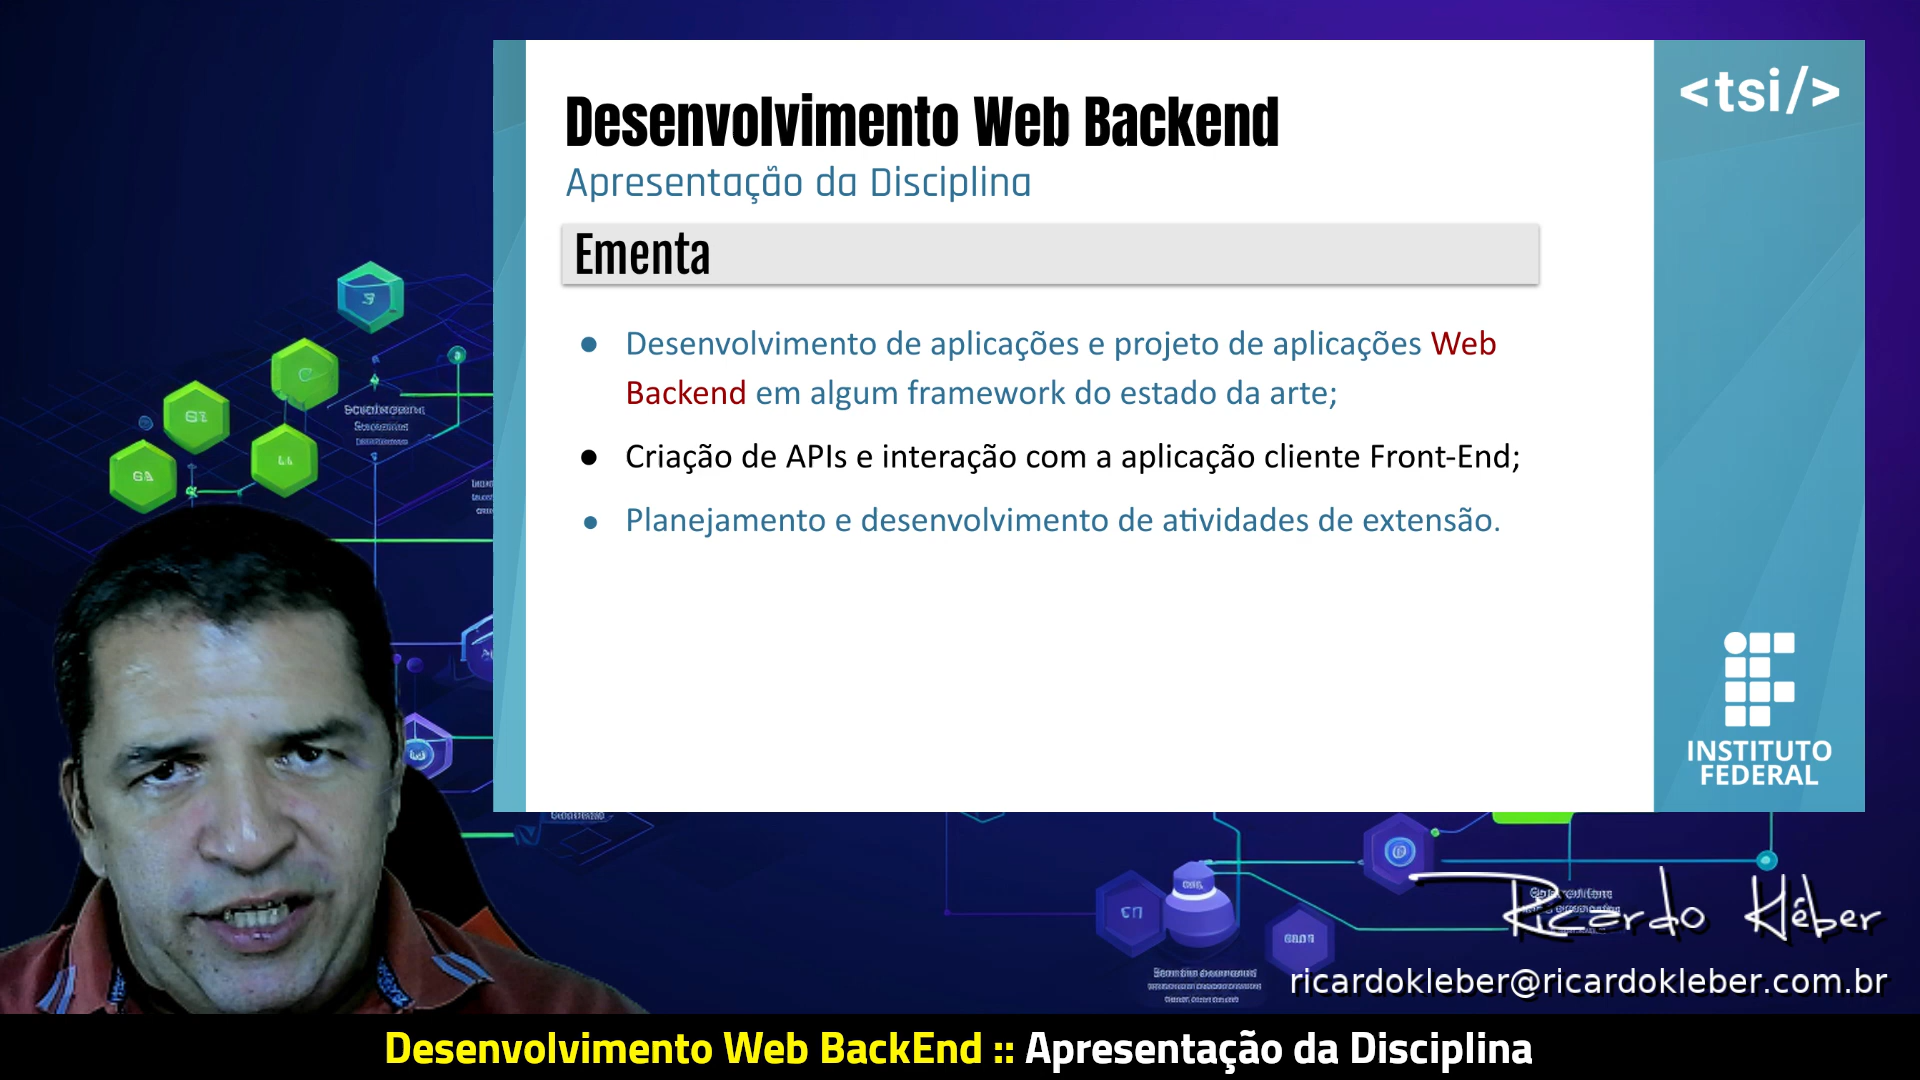 <tsi/>
Desenvolvimento Web Backend
Apresentação da Disciplina
Ementa
● Desenvolvimento de aplicações e projeto de aplicações Web
Backend em algum framework do estado da arte;
● Criação de APIs e interação com a aplicação cliente Front-End;
● Planejamento e desenvolvimento de atividades de extensão.
INSTITUTO
FEDERAL
Ricardo Kléber
ricardokleber@ricardokleber.com.br
Desenvolvimento Web BackEnd :: Apresentação da Disciplina